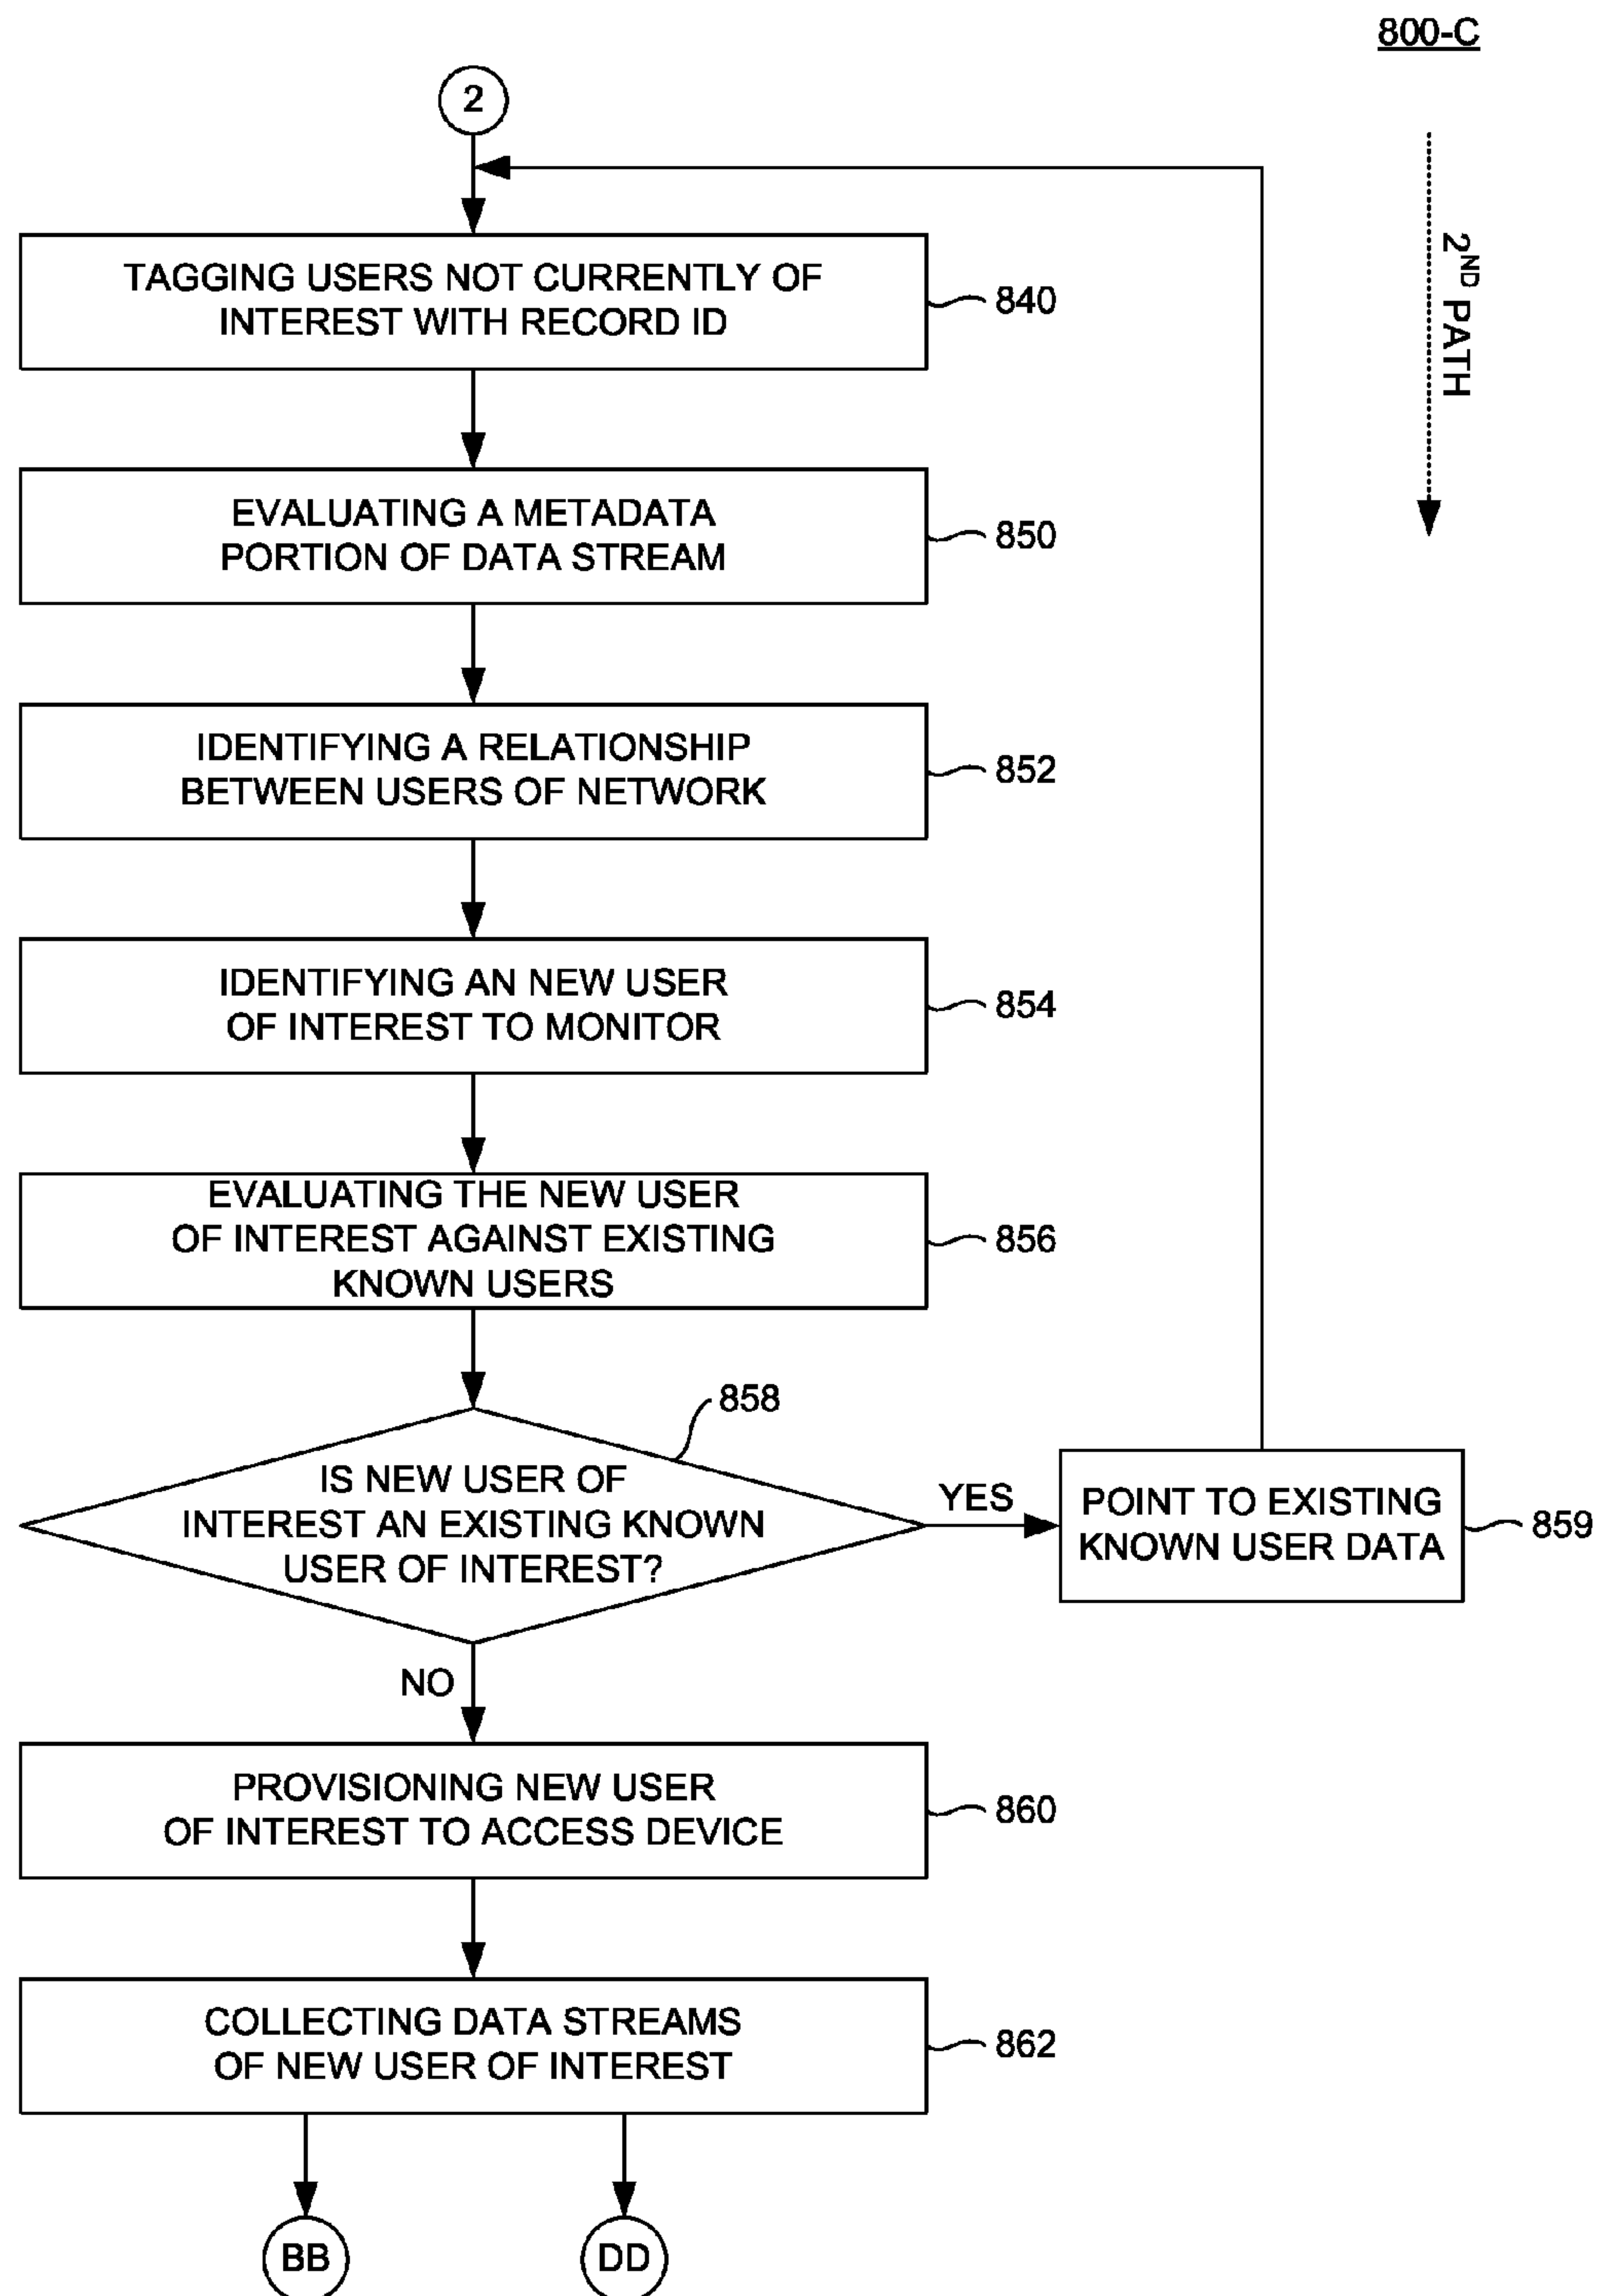 800-C
2
2ND PATH
TAGGING USERS NOT CURRENTLY OF
INTEREST WITH RECORD ID
840
EVALUATING A METADATA
PORTION OF DATA STREAM
850
IDENTIFYING A RELATIONSHIP
BETWEEN USERS OF NETWORK
852
IDENTIFYING AN NEW USER
OF INTEREST TO MONITOR
854
EVALUATING THE NEW USER
OF INTEREST AGAINST EXISTING
KNOWN USERS
856
858
IS NEW USER OF
INTEREST AN EXISTING KNOWN
USER OF INTEREST?
YES
POINT TO EXISTING
KNOWN USER DATA
859
NO
PROVISIONING NEW USER
OF INTEREST TO ACCESS DEVICE
860
COLLECTING DATA STREAMS
OF NEW USER OF INTEREST
862
BB
DD